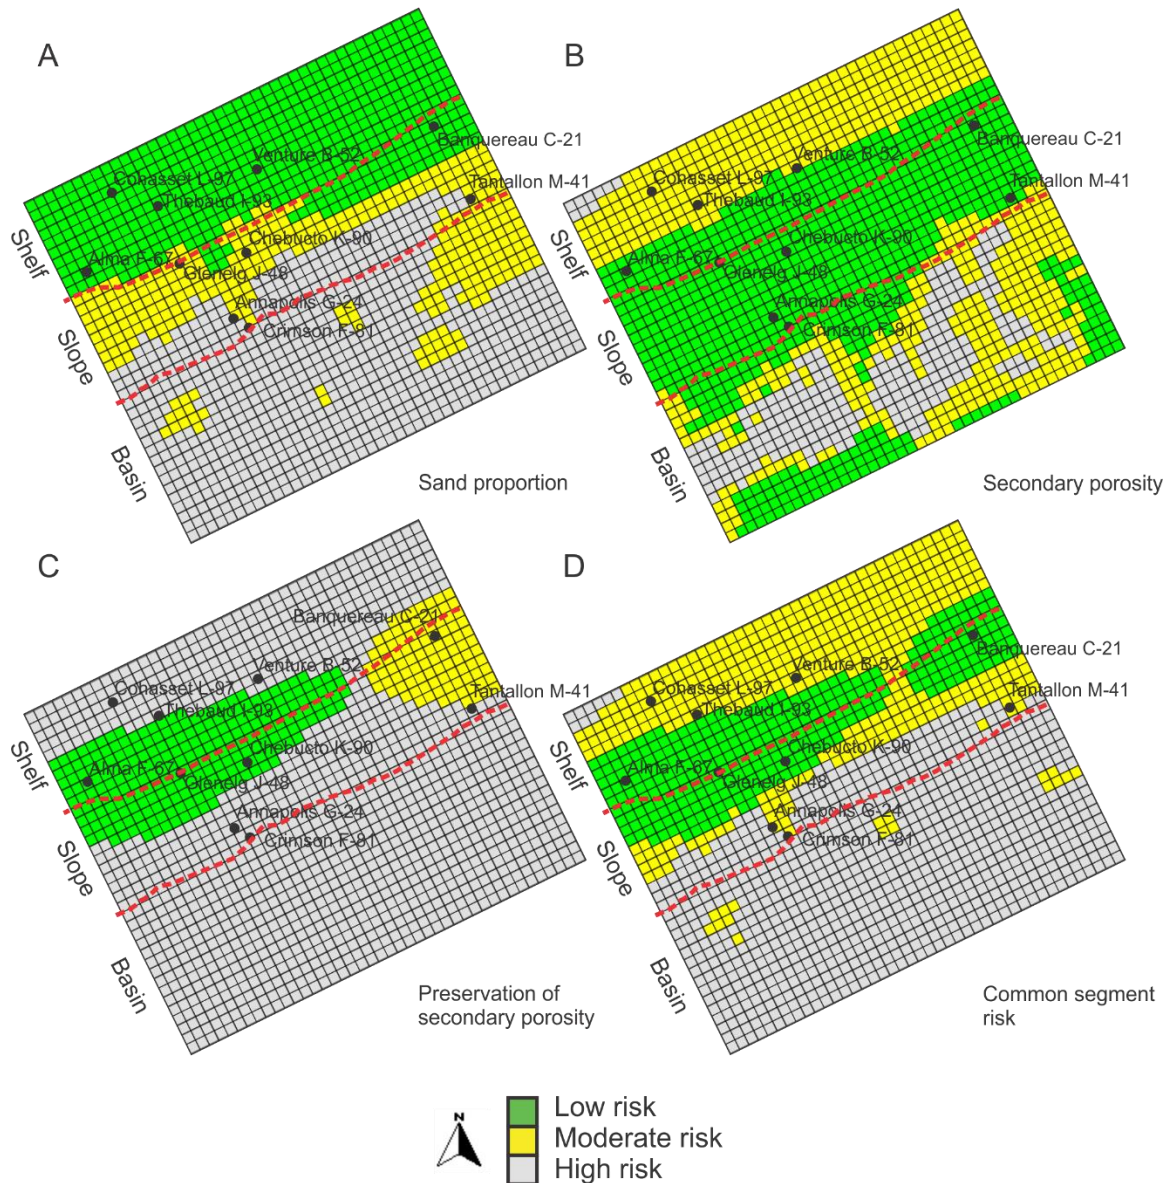 A
Banquereau C-21
Venture B-52
Cohasset L-97
Thebaud I-93
Tantallon M-41
Chebucto K-90
Alma F-67
Glenelg J-48
Annapolis G-24
Crimson F-81
Shelf
Slope
Basin
Sand proportion
B
Banquereau C-21
Venture B-52
Cohasset L-97
Thebaud I-93
Tantallon M-41
Chebucto K-90
Alma F-67
Glenelg J-48
Annapolis G-24
Crimson F-81
Shelf
Slope
Basin
Secondary porosity
C
Banquereau C-21
Venture B-52
Cohasset L-97
Thebaud I-93
Tantallon M-41
Chebucto K-90
Alma F-67
Glenelg J-48
Annapolis G-24
Crimson F-81
Shelf
Slope
Basin
Preservation of
secondary porosity
D
Banquereau C-21
Venture B-52
Cohasset L-97
Thebaud I-93
Tantallon M-41
Chebucto K-90
Alma F-67
Glenelg J-48
Annapolis G-24
Crimson F-81
Shelf
Slope
Basin
Common segment
risk
N
Low risk
Moderate risk
High risk